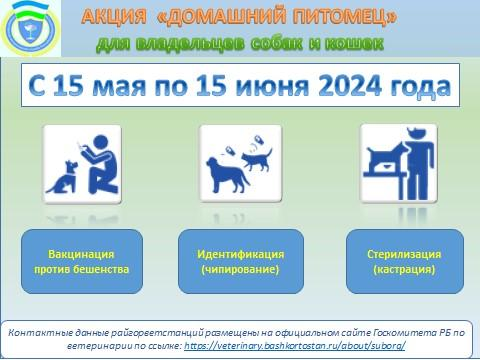 АКЦИЯ «ДОМАШНИЙ ПИТОМЕЦ»
для владельцев собак и кошек
С 15 мая по 15 июня 2024 года
Вакцинация
против бешенства
Идентификация
(чипирование)
Стерилизация
(кастрация)
Контактные данные райгорветстанций размещены на официальном сайте Госкомитета РБ по
ветеринарии по ссылке: https://veterinary.bashkortostan.ru/about/suborg/